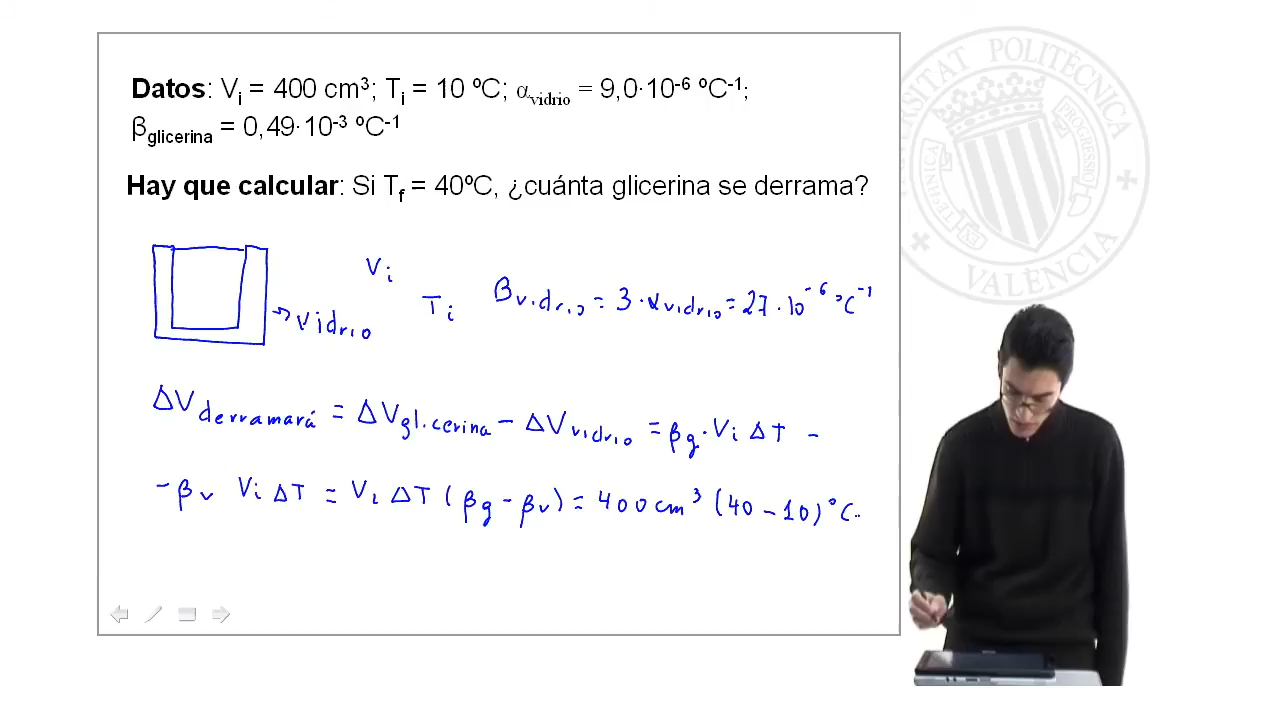 Datos: Vi = 400 cm³; Ti = 10 ºC; αvidrio = 9,0·10⁻⁶ ºC⁻¹;
βglicerina = 0,49·10⁻³ ºC⁻¹
Hay que calcular: Si Tf = 40ºC, ¿cuánta glicerina se derrama?
Vi
Ti
βvidrio = 3·αvidrio = 27·10⁻⁶ ºC⁻¹
vidrio
ΔVderramará = ΔVglicerina − ΔVvidrio = βg·Vi ΔT −
− βv Vi ΔT = Vi ΔT (βg − βv) = 400 cm³ (40 − 10) °C·
UNIVERSITAT POLITÈCNICA
VALÈNCIA